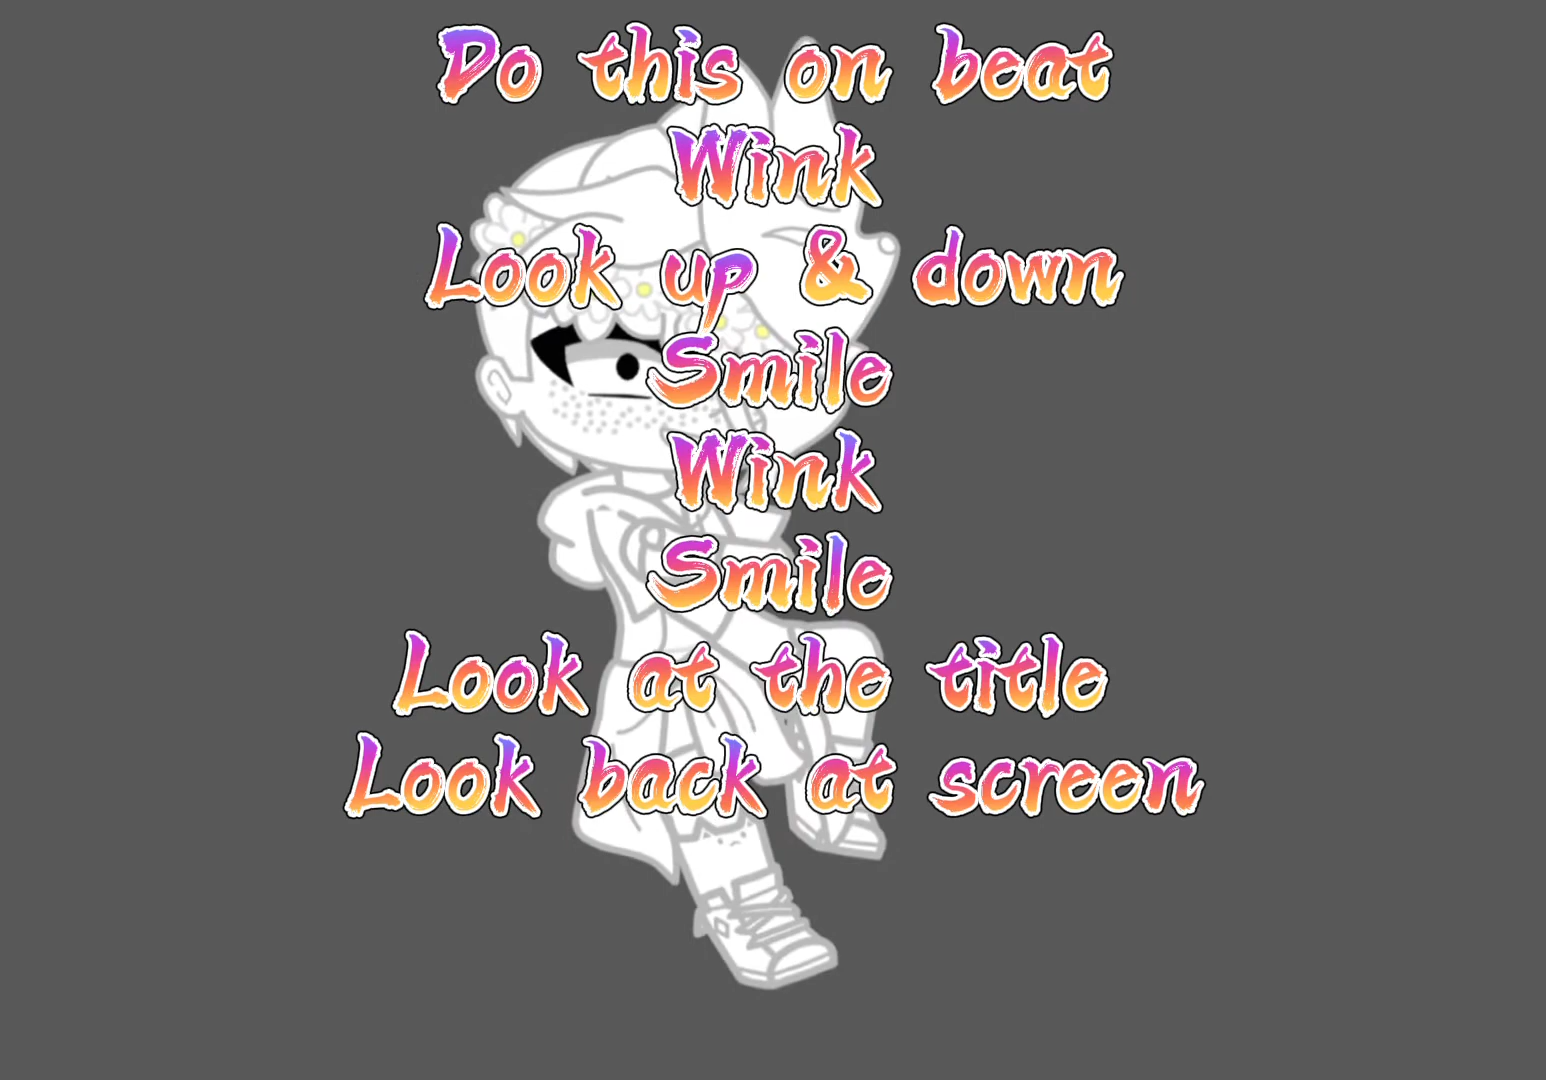 Do this on beat
Wink
Look up & down
Smile
Wink
Smile
Look at the title
Look back at screen